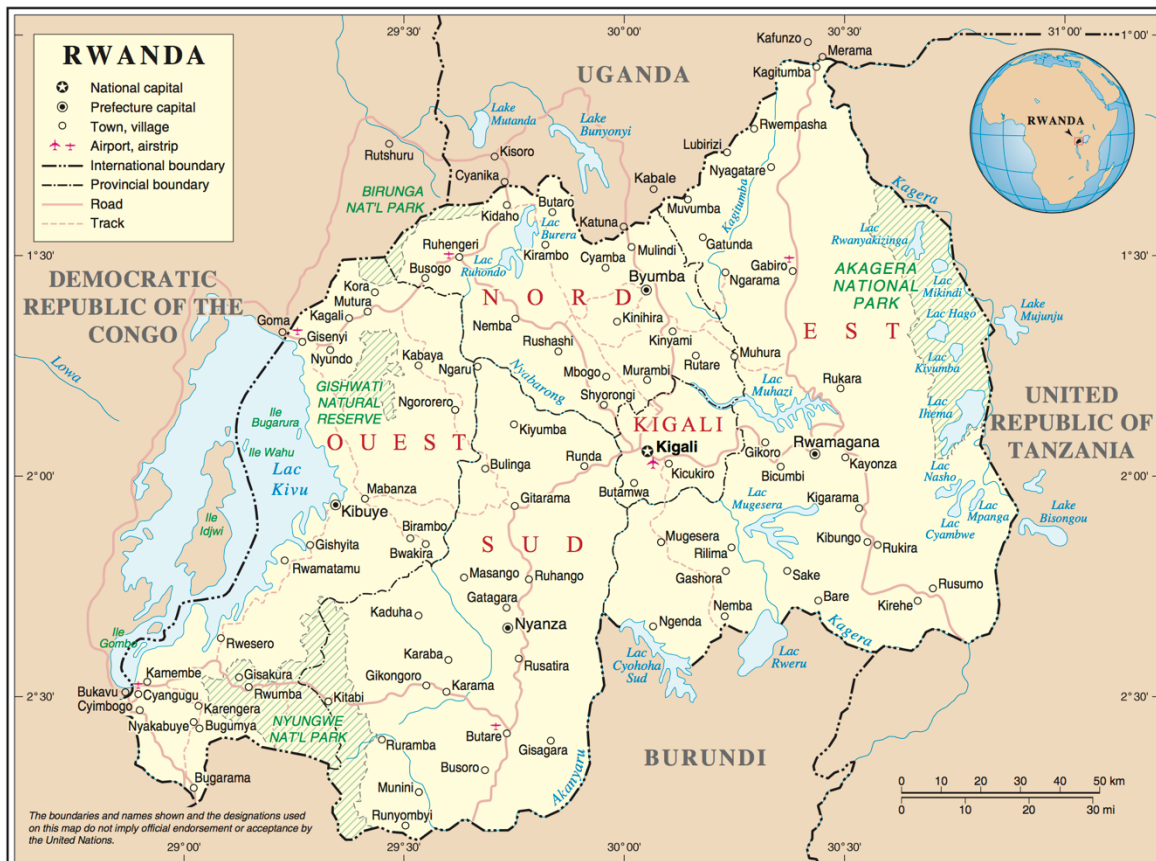 29°30'
30°00'
30°30'
31°00'
1°00'
RWANDA
National capital
Prefecture capital
Town, village
Airport, airstrip
International boundary
Provincial boundary
Road
Track
UGANDA
Kafunzo
Merama
Kagitumba
Lake
Mutanda
Lake
Bunyonyi
Rwempasha
RWANDA
Rutshuru
Kisoro
Lubirizi
Nyagatare
Cyanika
Kabale
Kagitumba
BIRUNGA
NAT'L PARK
Kidaho
Butaro
Muvumba
Kagera
Lac
Burera
Katuna
Lac
Rwanyakizinga
Ruhengeri
Kirambo
Mulindi
Gatunda
1°30'
1°30'
Lac
Ruhondo
Cyamba
Gabiro
Busogo
Byumba
Ngarama
AKAGERA
NATIONAL
PARK
DEMOCRATIC
REPUBLIC OF THE
CONGO
Kora
Mutura
Lac
Mikindi
NORD
Kagali
Lac Hago
Lake
Mujunju
Goma
Nemba
Kinihira
EST
Gisenyi
Kinyami
Nyundo
Rushashi
Lac
Kivumba
Kabaya
Rutare
Muhura
Lowa
Ngaru
Nyabarong
Mbogo
Murambi
GISHWATI
NATURAL
RESERVE
Lac
Muhazi
Rukara
UNITED
REPUBLIC OF
TANZANIA
Ngororero
Shyorongi
Lac
Ihema
Ile
Bugarura
KIGALI
Kiyumba
OUEST
Kigali
Gikoro
Rwamagana
Ile Wahu
Lac
Kivu
Bulinga
Runda
Kicukiro
Bicumbi
Kayonza
2°00'
2°00'
Lac
Nasho
Mabanza
Gitarama
Butamwa
Lac
Mugesera
Kigarama
Lac
Mpanga
Kibuye
Lac
Cyambwe
Lake
Bisongou
Ile
Idjwi
Birambo
SUD
Mugesera
Kibungo
Gishyita
Bwakira
Rilima
Rukira
Rwamatamu
Masango
Ruhango
Gashora
Sake
Rusumo
Gatagara
Kaduha
Nemba
Bare
Kirehe
Nyanza
Ngenda
Kagera
Ile
Gombo
Rwesero
Lac
Cyohoha
Sud
Lac
Rweru
Karaba
Rusatira
Kamembe
Gisakura
Gikongoro
Karama
Bukavu
Cyangugu
Rwumba
Kitabi
2°30'
2°30'
Cyimbogo
Karengera
Nyakabuye
Bugumya
NYUNGWE
NAT'L PARK
Ruramba
Butare
Gisagara
BURUNDI
Busoro
Akanyaru
Bugarama
Munini
0 10 20 30 40 50 km
0 10 20 30 mi
Runyombyi
The boundaries and names shown and the designations used
on this map do not imply official endorsement or acceptance by
the United Nations.
29°00'
29°30'
30°00'
30°30'